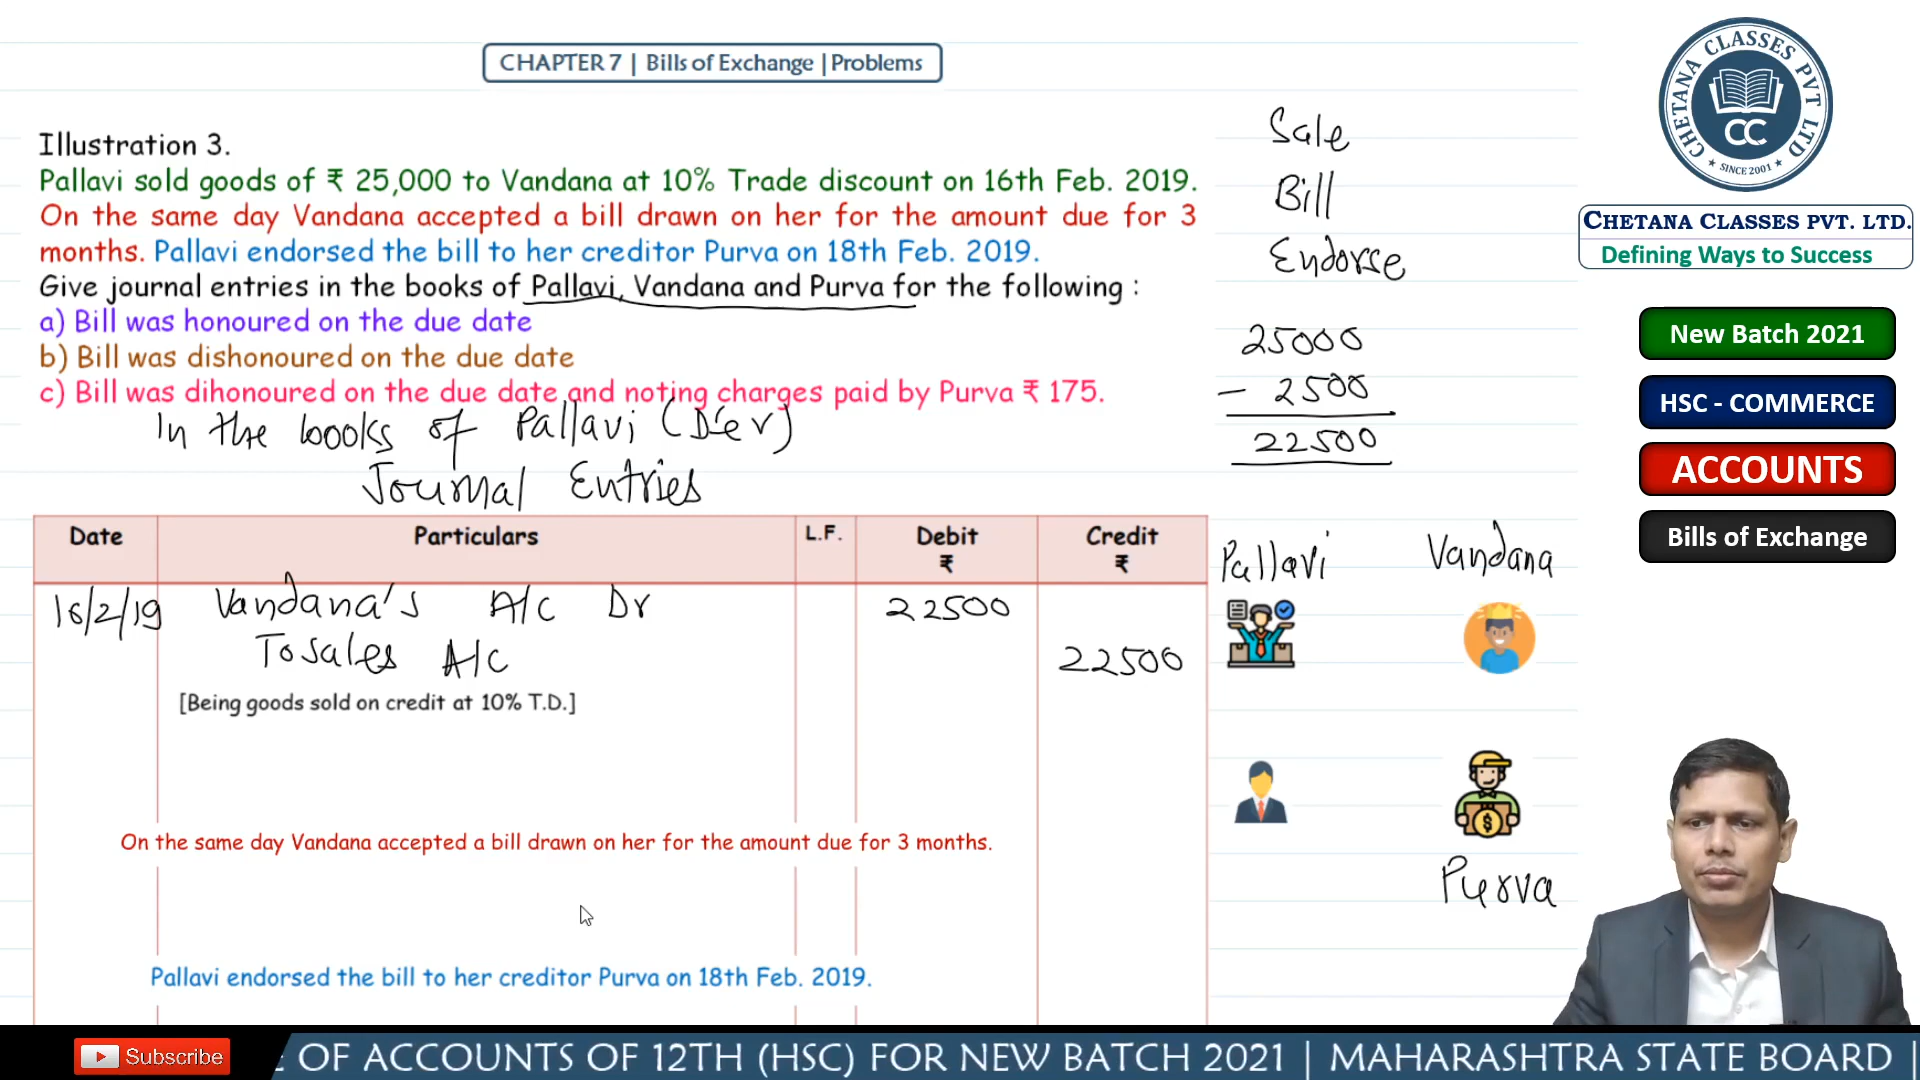 CHAPTER 7 | Bills of Exchange | Problems
Illustration 3.
Pallavi sold goods of ₹ 25,000 to Vandana at 10% Trade discount on 16th Feb. 2019.
On the same day Vandana accepted a bill drawn on her for the amount due for 3
months. Pallavi endorsed the bill to her creditor Purva on 18th Feb. 2019.
Give journal entries in the books of Pallavi, Vandana and Purva for the following :
a) Bill was honoured on the due date
b) Bill was dishonoured on the due date
c) Bill was dihonoured on the due date and noting charges paid by Purva ₹ 175.
In the books of Pallavi (D'er)
Journal Entries
Date Particulars L.F. Debit ₹ Credit ₹
16/2/19 Vandana's A/c Dr 22500
To Sales A/c 22500
[Being goods sold on credit at 10% T.D.]
On the same day Vandana accepted a bill drawn on her for the amount due for 3 months.
Pallavi endorsed the bill to her creditor Purva on 18th Feb. 2019.
Sale
Bill
Endorse
25000
- 2500
22500
Pallavi Vandana
Purva
CHETANA CLASSES PVT LTD
CC
SINCE 2001
CHETANA CLASSES PVT. LTD.
Defining Ways to Success
New Batch 2021
HSC - COMMERCE
ACCOUNTS
Bills of Exchange
Subscribe
OF ACCOUNTS OF 12TH (HSC) FOR NEW BATCH 2021 | MAHARASHTRA STATE BOARD |